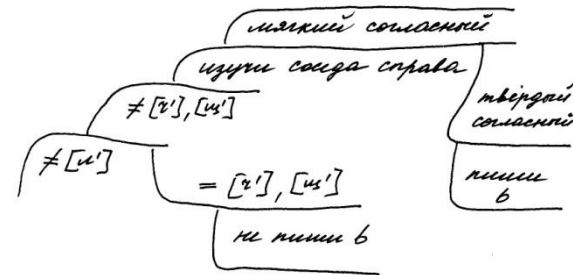 мягкий согласный
изучи соседа справа
≠ [ч'], [щ']
твёрдый
согласный
≠ [л']
= [ч'], [щ']
пиши
ь
не пиши ь